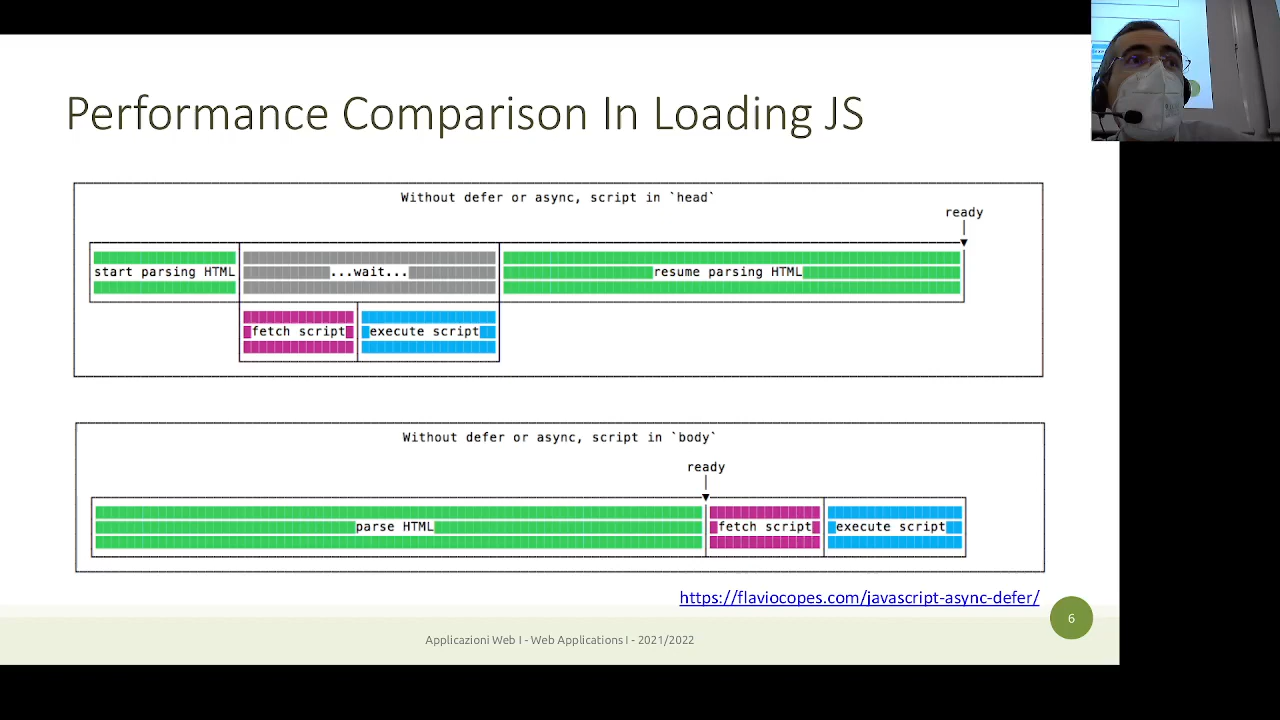 Performance Comparison In Loading JS
Without defer or async, script in `head`
ready
start parsing HTML
...wait...
resume parsing HTML
fetch script
execute script
Without defer or async, script in `body`
ready
parse HTML
fetch script
execute script
https://flaviocopes.com/javascript-async-defer/
Applicazioni Web I - Web Applications I - 2021/2022
6